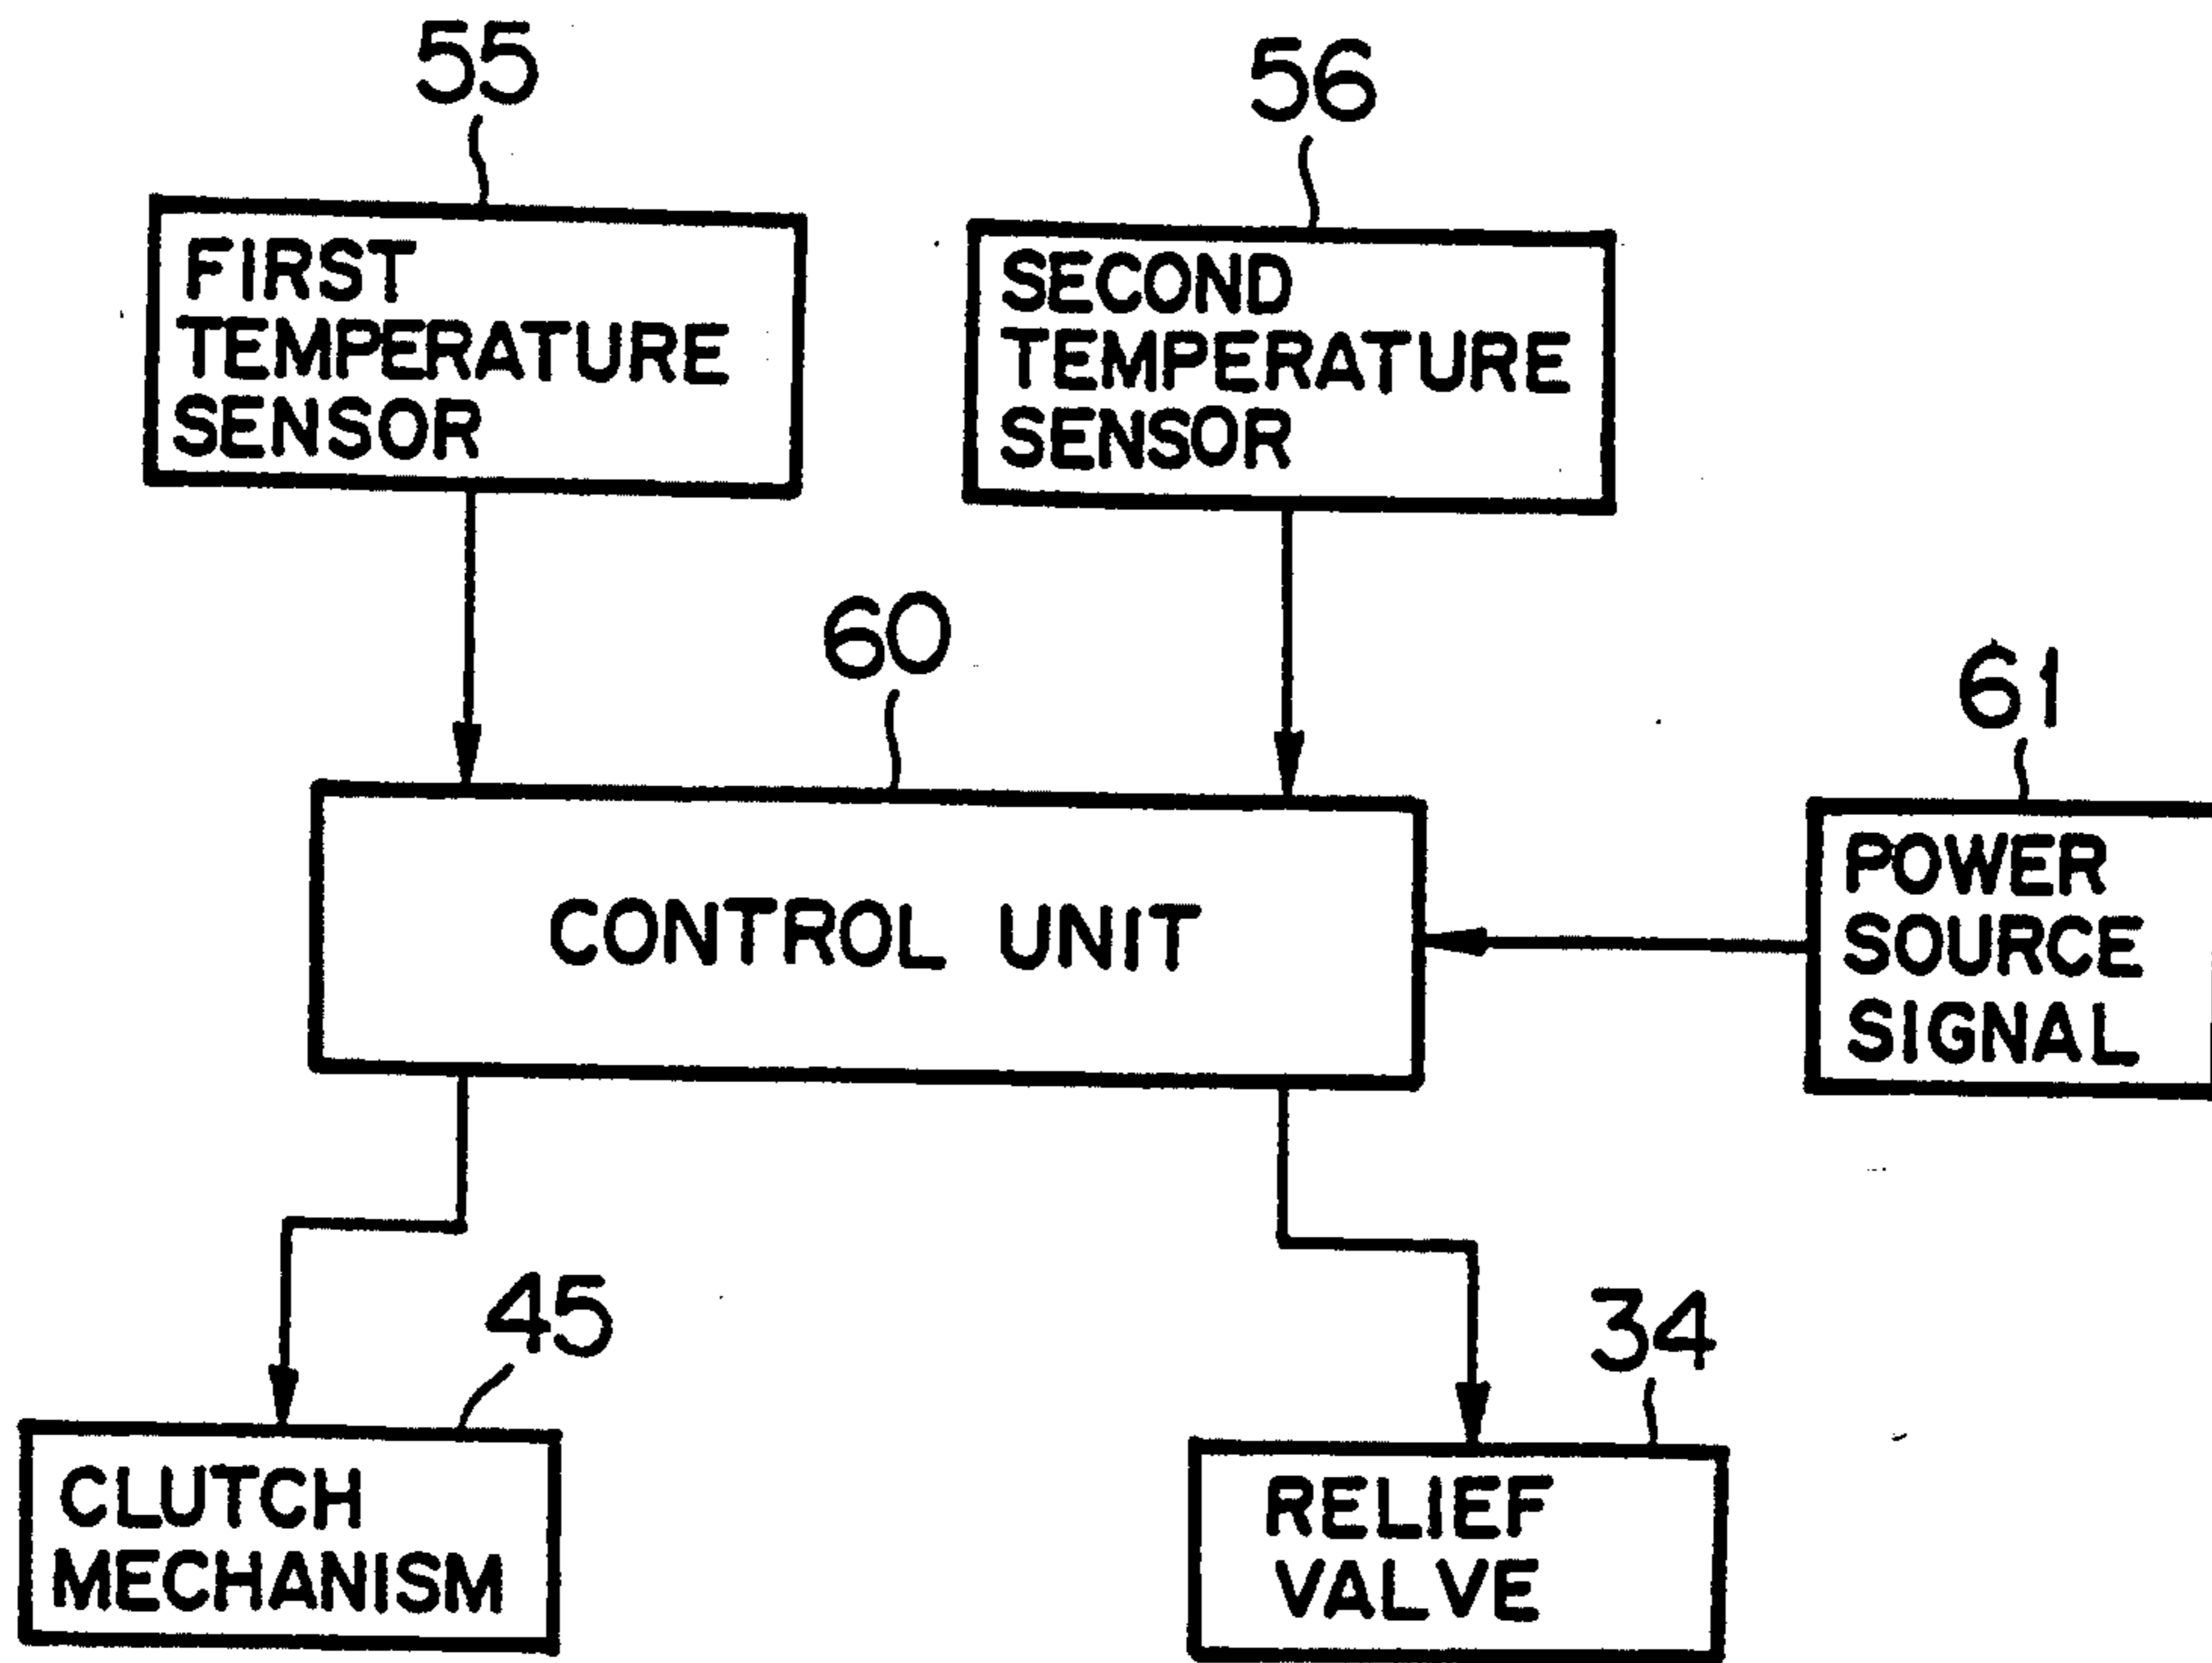 55
56
FIRST
TEMPERATURE
SENSOR
SECOND
TEMPERATURE
SENSOR
60
61
CONTROL UNIT
POWER
SOURCE
SIGNAL
45
34
CLUTCH
MECHANISM
RELIEF
VALVE